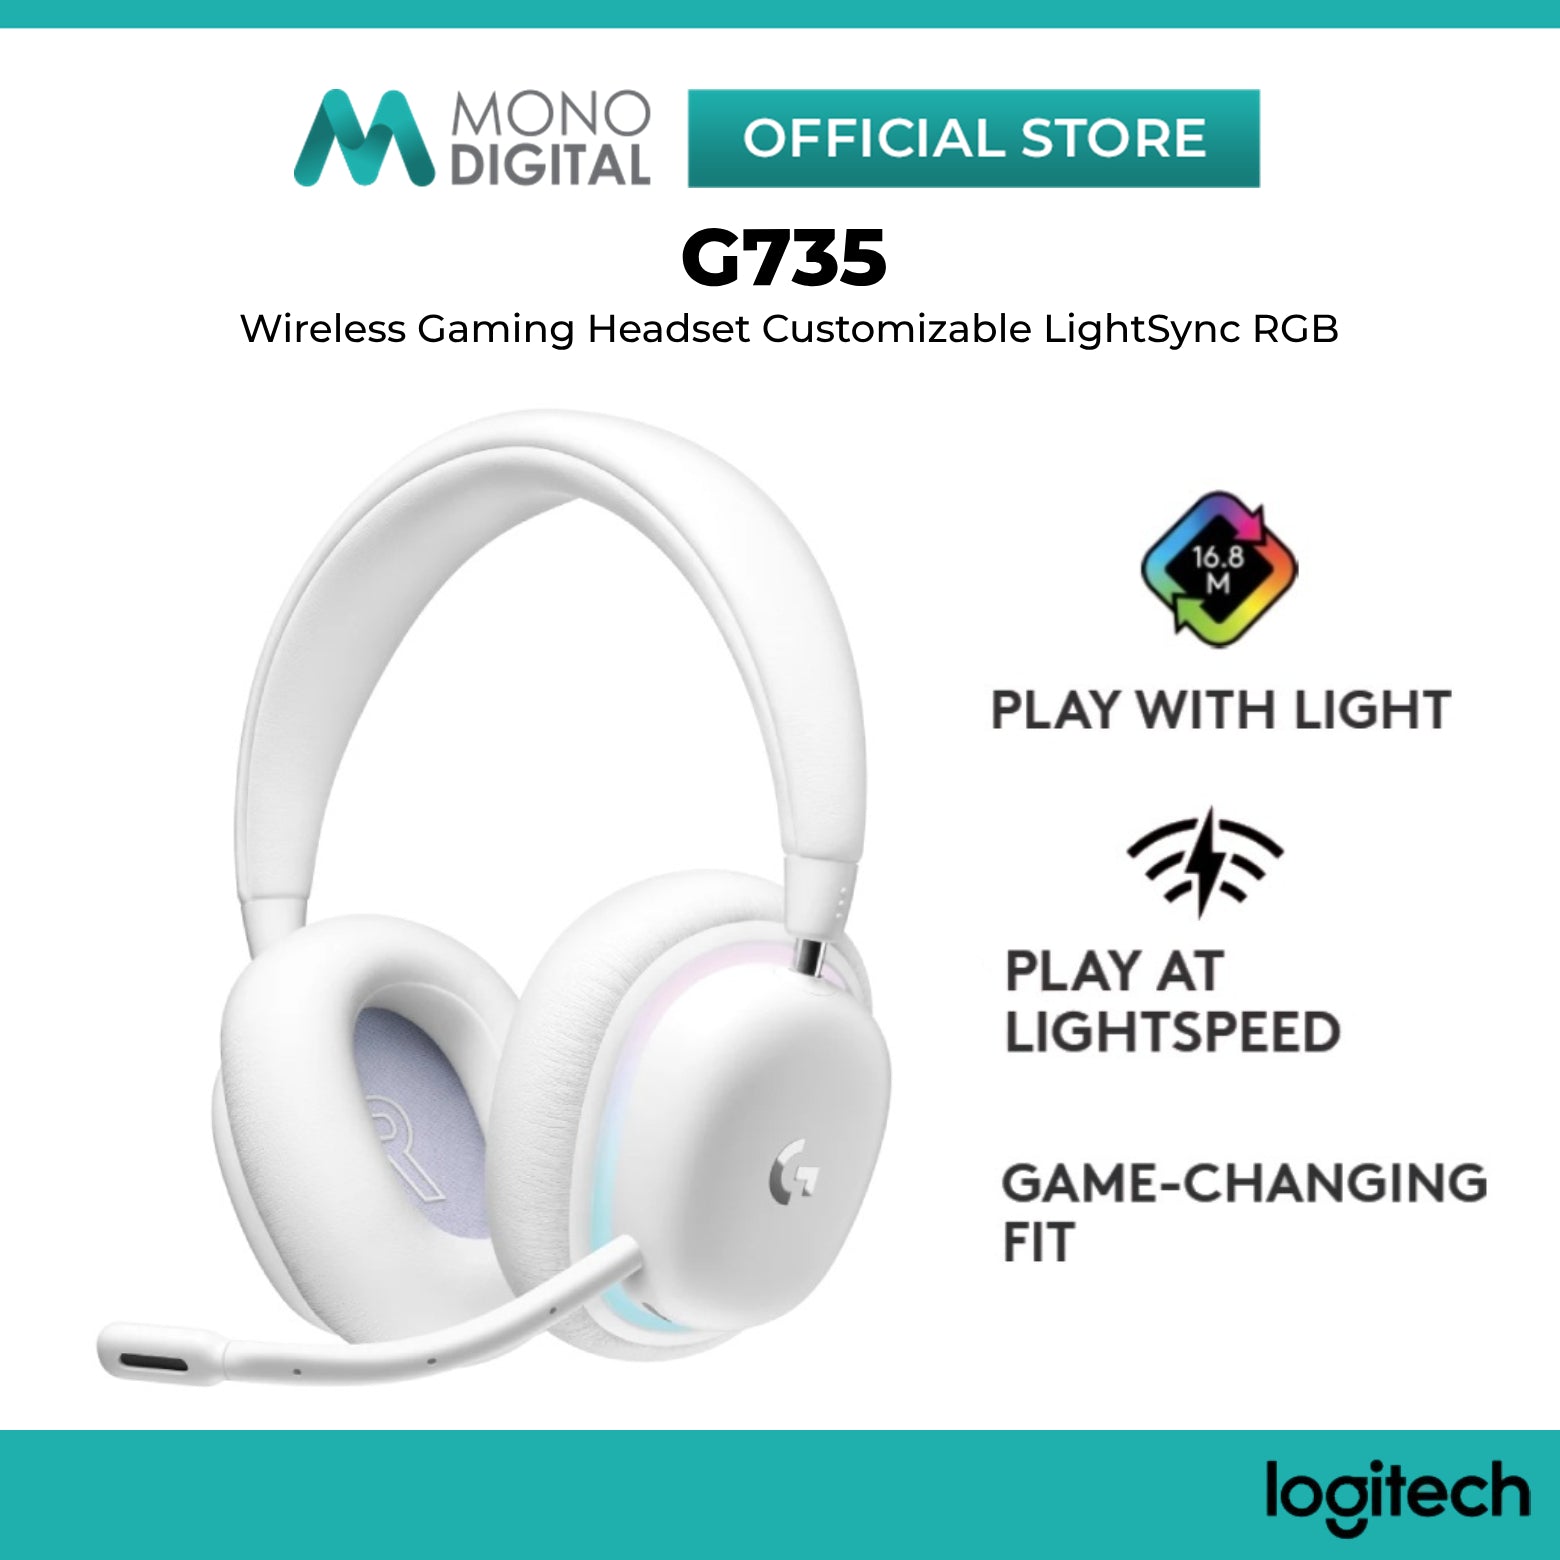 MONO
DIGITAL
OFFICIAL STORE
G735
Wireless Gaming Headset Customizable LightSync RGB
16.8
M
PLAY WITH LIGHT
PLAY AT
LIGHTSPEED
R
G
GAME-CHANGING
FIT
logitech